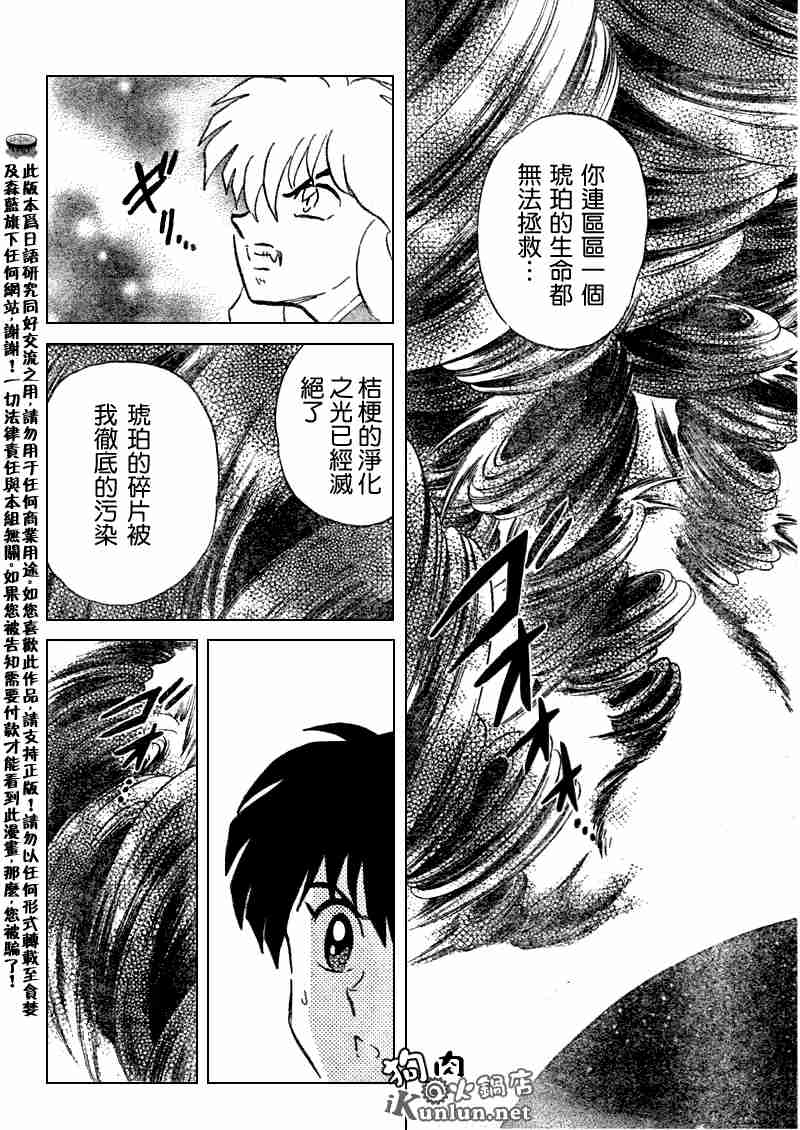 你連區區一個
琥珀的生命都
無法拯救…
ゴオオ…
オオ…
桔梗的淨化
之光已經滅
絕了
琥珀的碎片被
我徹底的污染
オオ…
此版本爲日語研究同好交流之用，請勿用于任何商業用途。如您喜歡此作品，請支持正版！請勿以任何形式轉載至貪婪
及森藍旗下任何網站，謝謝！一切法律責任與本組無關。如果您被告知需要付款才能看到此漫畫，那麼，您被騙了！
狗肉
火鍋店
iKunlun.net